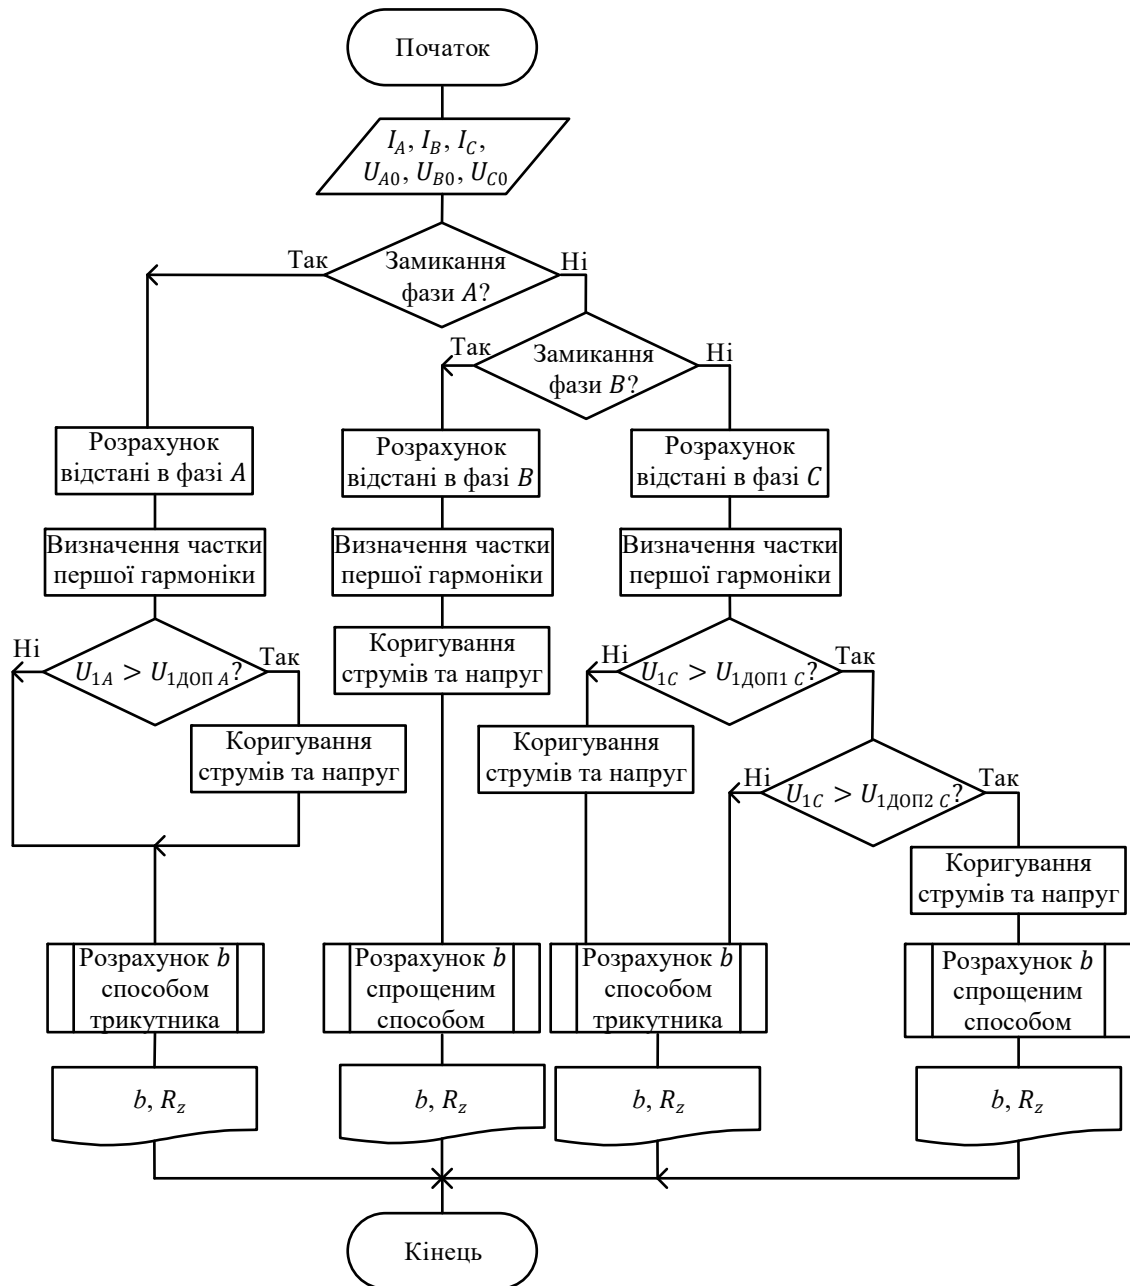 Початок
I_A, I_B, I_C,
U_A0, U_B0, U_C0
Так
Замикання
фази A?
Ні
Так
Замикання
фази B?
Ні
Розрахунок
відстані в фазі A
Розрахунок
відстані в фазі B
Розрахунок
відстані в фазі C
Визначення частки
першої гармоніки
Визначення частки
першої гармоніки
Визначення частки
першої гармоніки
Ні
U_1A > U_1ДОП A?
Так
Коригування
струмів та напруг
Ні
U_1C > U_1ДОП1 C?
Так
Коригування
струмів та напруг
Коригування
струмів та напруг
Ні
U_1C > U_1ДОП2 C?
Так
Коригування
струмів та напруг
Розрахунок b
способом
трикутника
Розрахунок b
спрощеним
способом
Розрахунок b
способом
трикутника
Розрахунок b
спрощеним
способом
b, R_z
b, R_z
b, R_z
b, R_z
Кінець